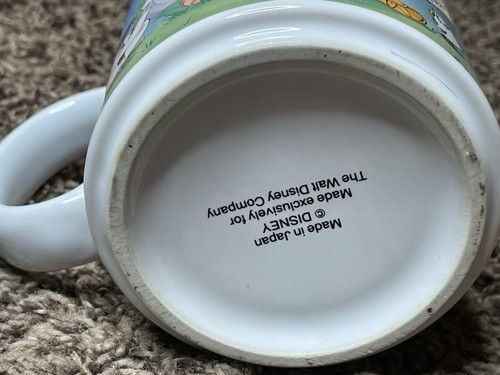 Made in Japan
© DISNEY
Made exclusively for
The Walt Disney Company